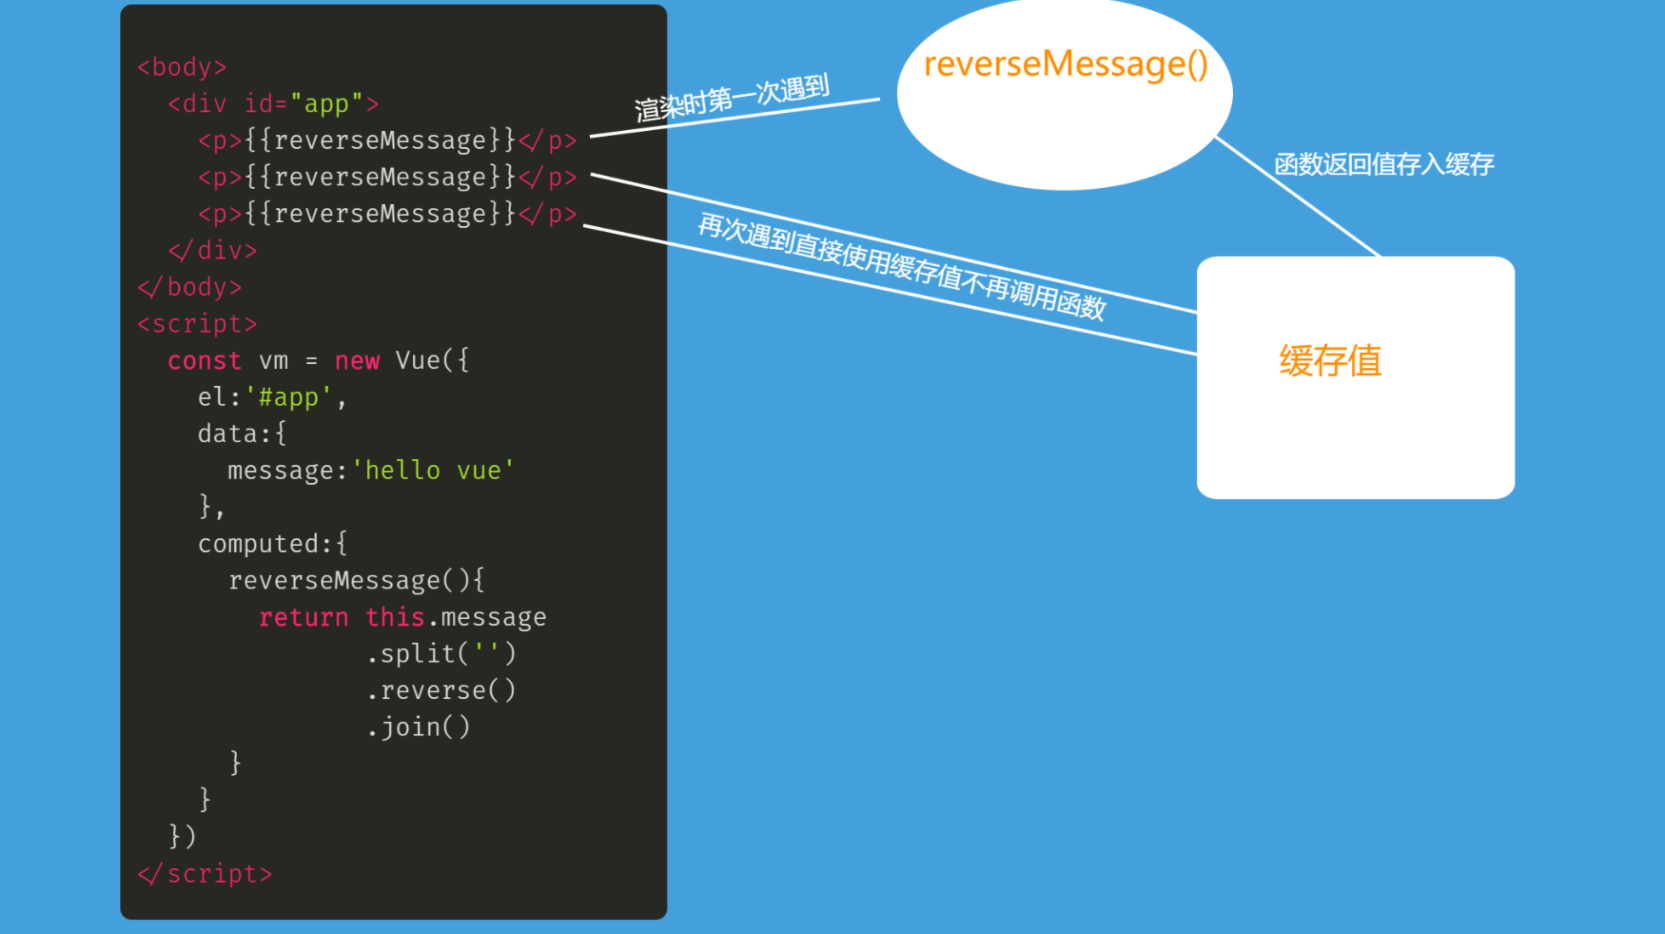 <body>
<div id="app">
<p>{{reverseMessage}}</p>
<p>{{reverseMessage}}</p>
<p>{{reverseMessage}}</p>
</div>
</body>
<script>
const vm = new Vue({
el:'#app',
data:{
message:'hello vue'
},
computed:{
reverseMessage(){
return this.message
.split('')
.reverse()
.join()
}
}
})
</script>
渲染时第一次遇到
reverseMessage()
函数返回值存入缓存
再次遇到直接使用缓存值不再调用函数
缓存值